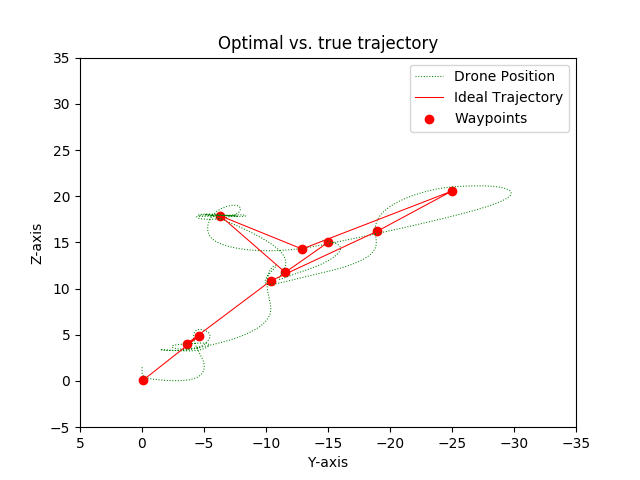 Optimal vs. true trajectory
Drone Position
Ideal Trajectory
Waypoints
35
30
25
20
15
10
5
0
−5
Z-axis
5 0 −5 −10 −15 −20 −25 −30 −35
Y-axis